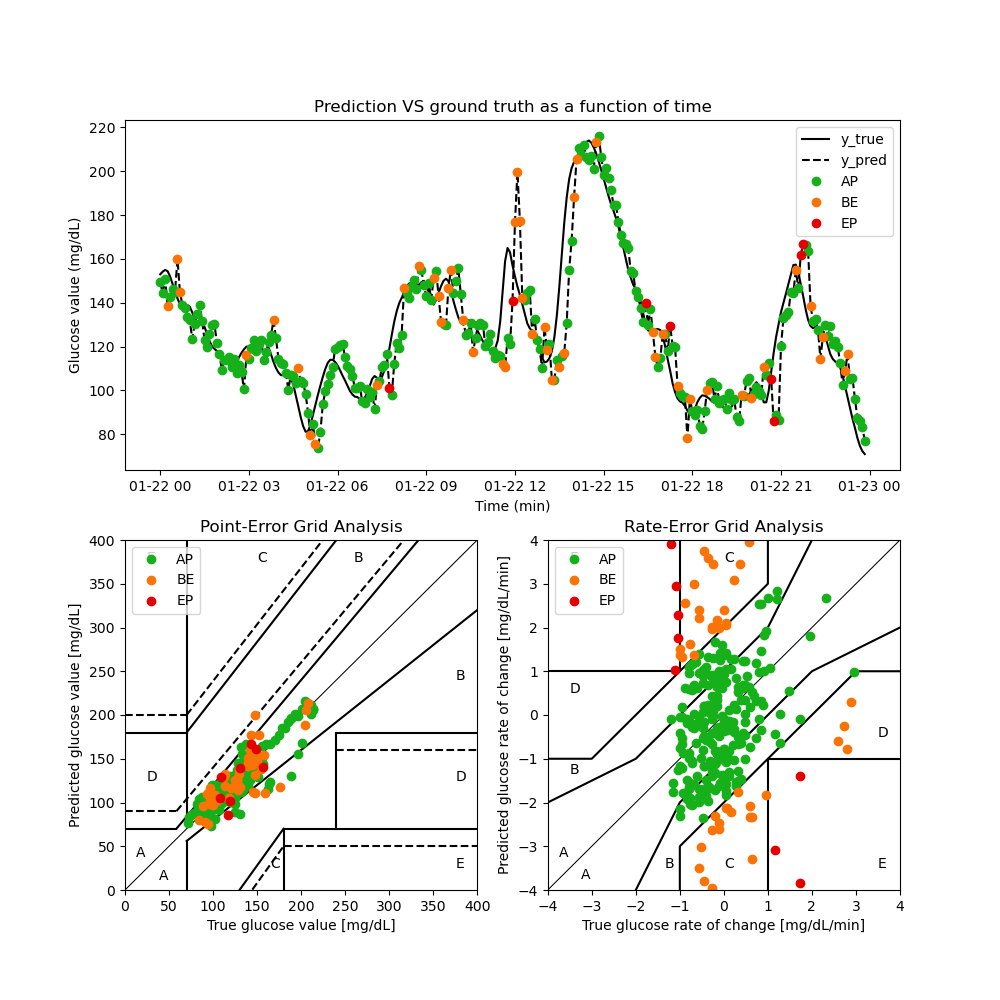 Prediction VS ground truth as a function of time
Glucose value (mg/dL)
220
200
180
160
140
120
100
80
y_true
y_pred
AP
BE
EP
01-22 00 01-22 03 01-22 06 01-22 09 01-22 12 01-22 15 01-22 18 01-22 21 01-23 00
Time (min)
Point-Error Grid Analysis
Predicted glucose value [mg/dL]
400
350
300
250
200
150
100
50
0
AP
BE
EP
C B
B
D D
A
A C E
0 50 100 150 200 250 300 350 400
True glucose value [mg/dL]
Rate-Error Grid Analysis
Predicted glucose rate of change [mg/dL/min]
4
3
2
1
0
−1
−2
−3
−4
AP
BE
EP
C
D
D
B
A
A B C E
−4 −3 −2 −1 0 1 2 3 4
True glucose rate of change [mg/dL/min]